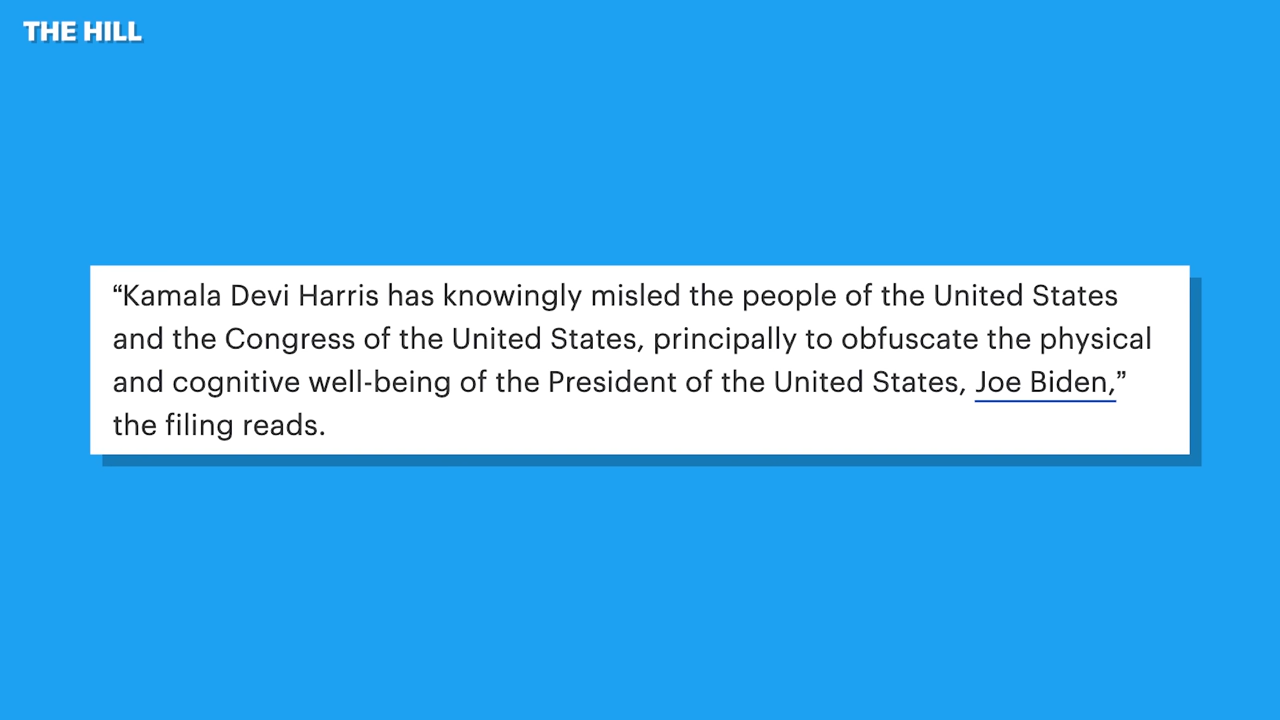 THE HILL
“Kamala Devi Harris has knowingly misled the people of the United States
and the Congress of the United States, principally to obfuscate the physical
and cognitive well-being of the President of the United States, Joe Biden,”
the filing reads.